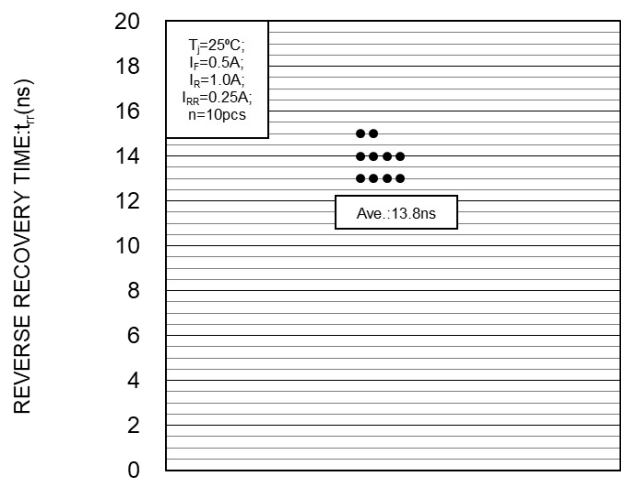 REVERSE RECOVERY TIME:trr(ns)
20
18
16
14
12
10
8
6
4
2
0
Tj=25⁰C;
IF=0.5A;
IR=1.0A;
IRR=0.25A;
n=10pcs
Ave.:13.8ns